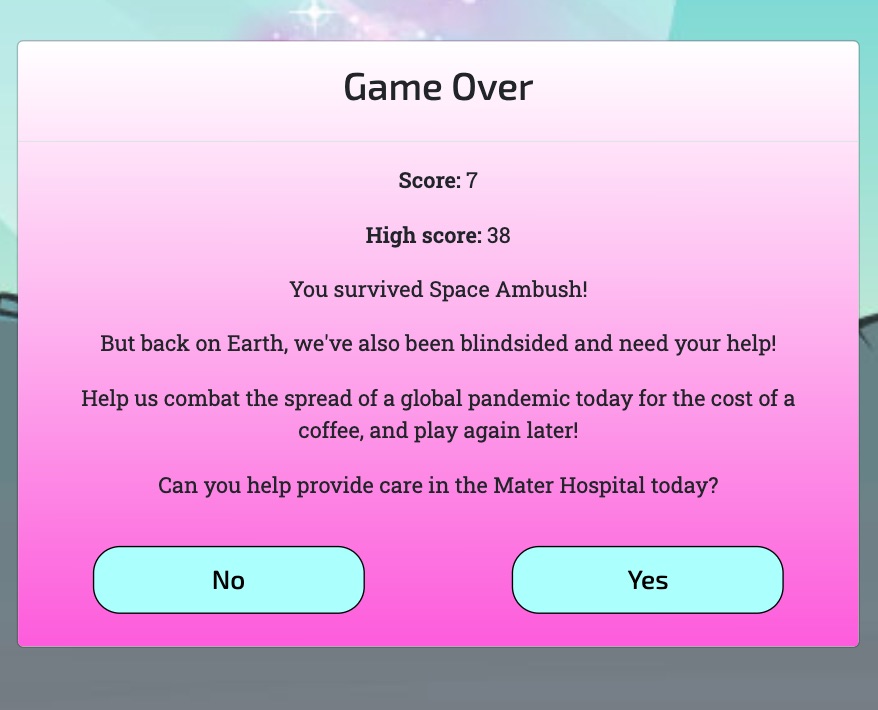 Game Over
Score: 7
High score: 38
You survived Space Ambush!
But back on Earth, we've also been blindsided and need your help!
Help us combat the spread of a global pandemic today for the cost of a
coffee, and play again later!
Can you help provide care in the Mater Hospital today?
No
Yes